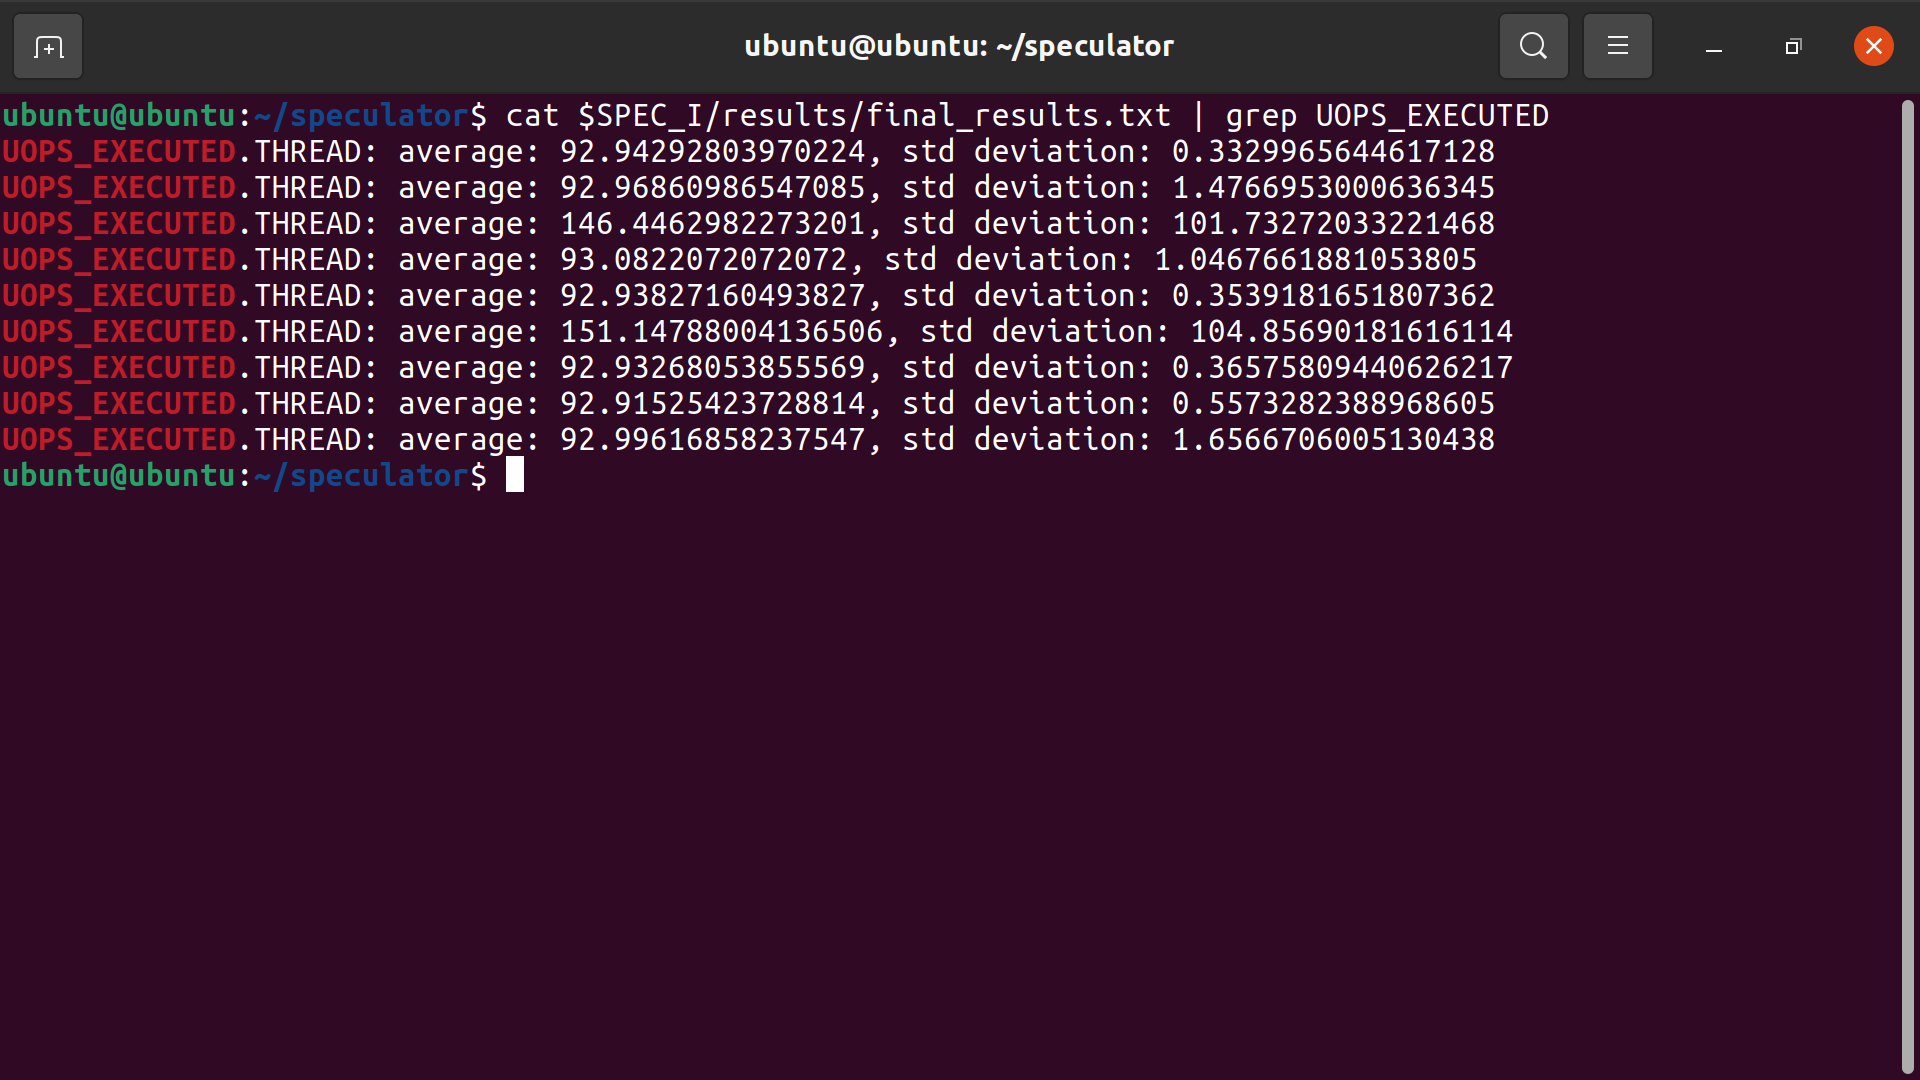 ubuntu@ubuntu: ~/speculator
ubuntu@ubuntu:~/speculator$ cat $SPEC_I/results/final_results.txt | grep UOPS_EXECUTED
UOPS_EXECUTED.THREAD: average: 92.94292803970224, std deviation: 0.3329965644617128
UOPS_EXECUTED.THREAD: average: 92.96860986547085, std deviation: 1.4766953000636345
UOPS_EXECUTED.THREAD: average: 146.4462982273201, std deviation: 101.73272033221468
UOPS_EXECUTED.THREAD: average: 93.0822072072072, std deviation: 1.0467661881053805
UOPS_EXECUTED.THREAD: average: 92.93827160493827, std deviation: 0.3539181651807362
UOPS_EXECUTED.THREAD: average: 151.14788004136506, std deviation: 104.85690181616114
UOPS_EXECUTED.THREAD: average: 92.93268053855569, std deviation: 0.36575809440626217
UOPS_EXECUTED.THREAD: average: 92.91525423728814, std deviation: 0.5573282388968605
UOPS_EXECUTED.THREAD: average: 92.99616858237547, std deviation: 1.6566706005130438
ubuntu@ubuntu:~/speculator$